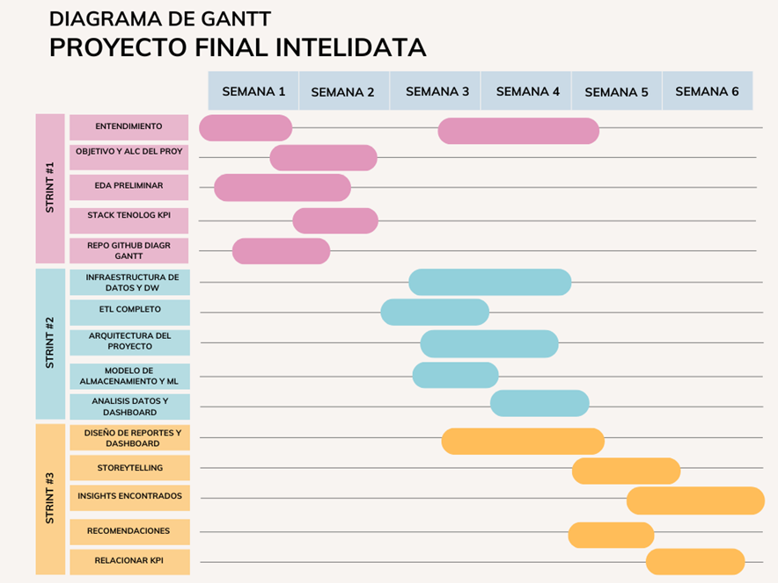 DIAGRAMA DE GANTT
PROYECTO FINAL INTELIDATA
SEMANA 1 SEMANA 2 SEMANA 3 SEMANA 4 SEMANA 5 SEMANA 6
STRINT #1
ENTENDIMIENTO
OBJETIVO Y ALC DEL PROY
EDA PRELIMINAR
STACK TENOLOG KPI
REPO GITHUB DIAGR
GANTT
STRINT #2
INFRAESTRUCTURA DE
DATOS Y DW
ETL COMPLETO
ARQUITECTURA DEL
PROYECTO
MODELO DE
ALMACENAMIENTO Y ML
ANALISIS DATOS Y
DASHBOARD
STRINT #3
DISEÑO DE REPORTES Y
DASHBOARD
STOREYTELLING
INSIGHTS ENCONTRADOS
RECOMENDACIONES
RELACIONAR KPI